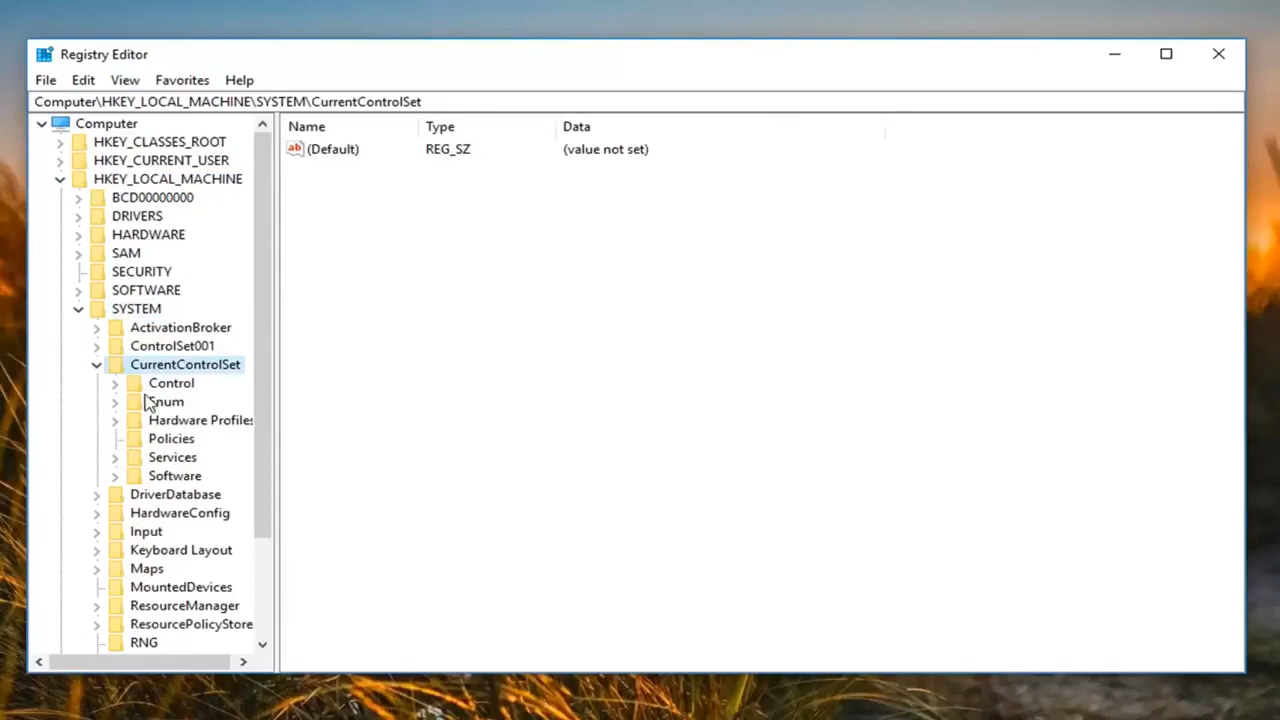 Registry Editor
File Edit View Favorites Help
Computer\HKEY_LOCAL_MACHINE\SYSTEM\CurrentControlSet
Computer
HKEY_CLASSES_ROOT
HKEY_CURRENT_USER
HKEY_LOCAL_MACHINE
BCD00000000
DRIVERS
HARDWARE
SAM
SECURITY
SOFTWARE
SYSTEM
ActivationBroker
ControlSet001
CurrentControlSet
Control
Enum
Hardware Profiles
Policies
Services
Software
DriverDatabase
HardwareConfig
Input
Keyboard Layout
Maps
MountedDevices
ResourceManager
ResourcePolicyStore
RNG
Name Type Data
ab (Default) REG_SZ (value not set)